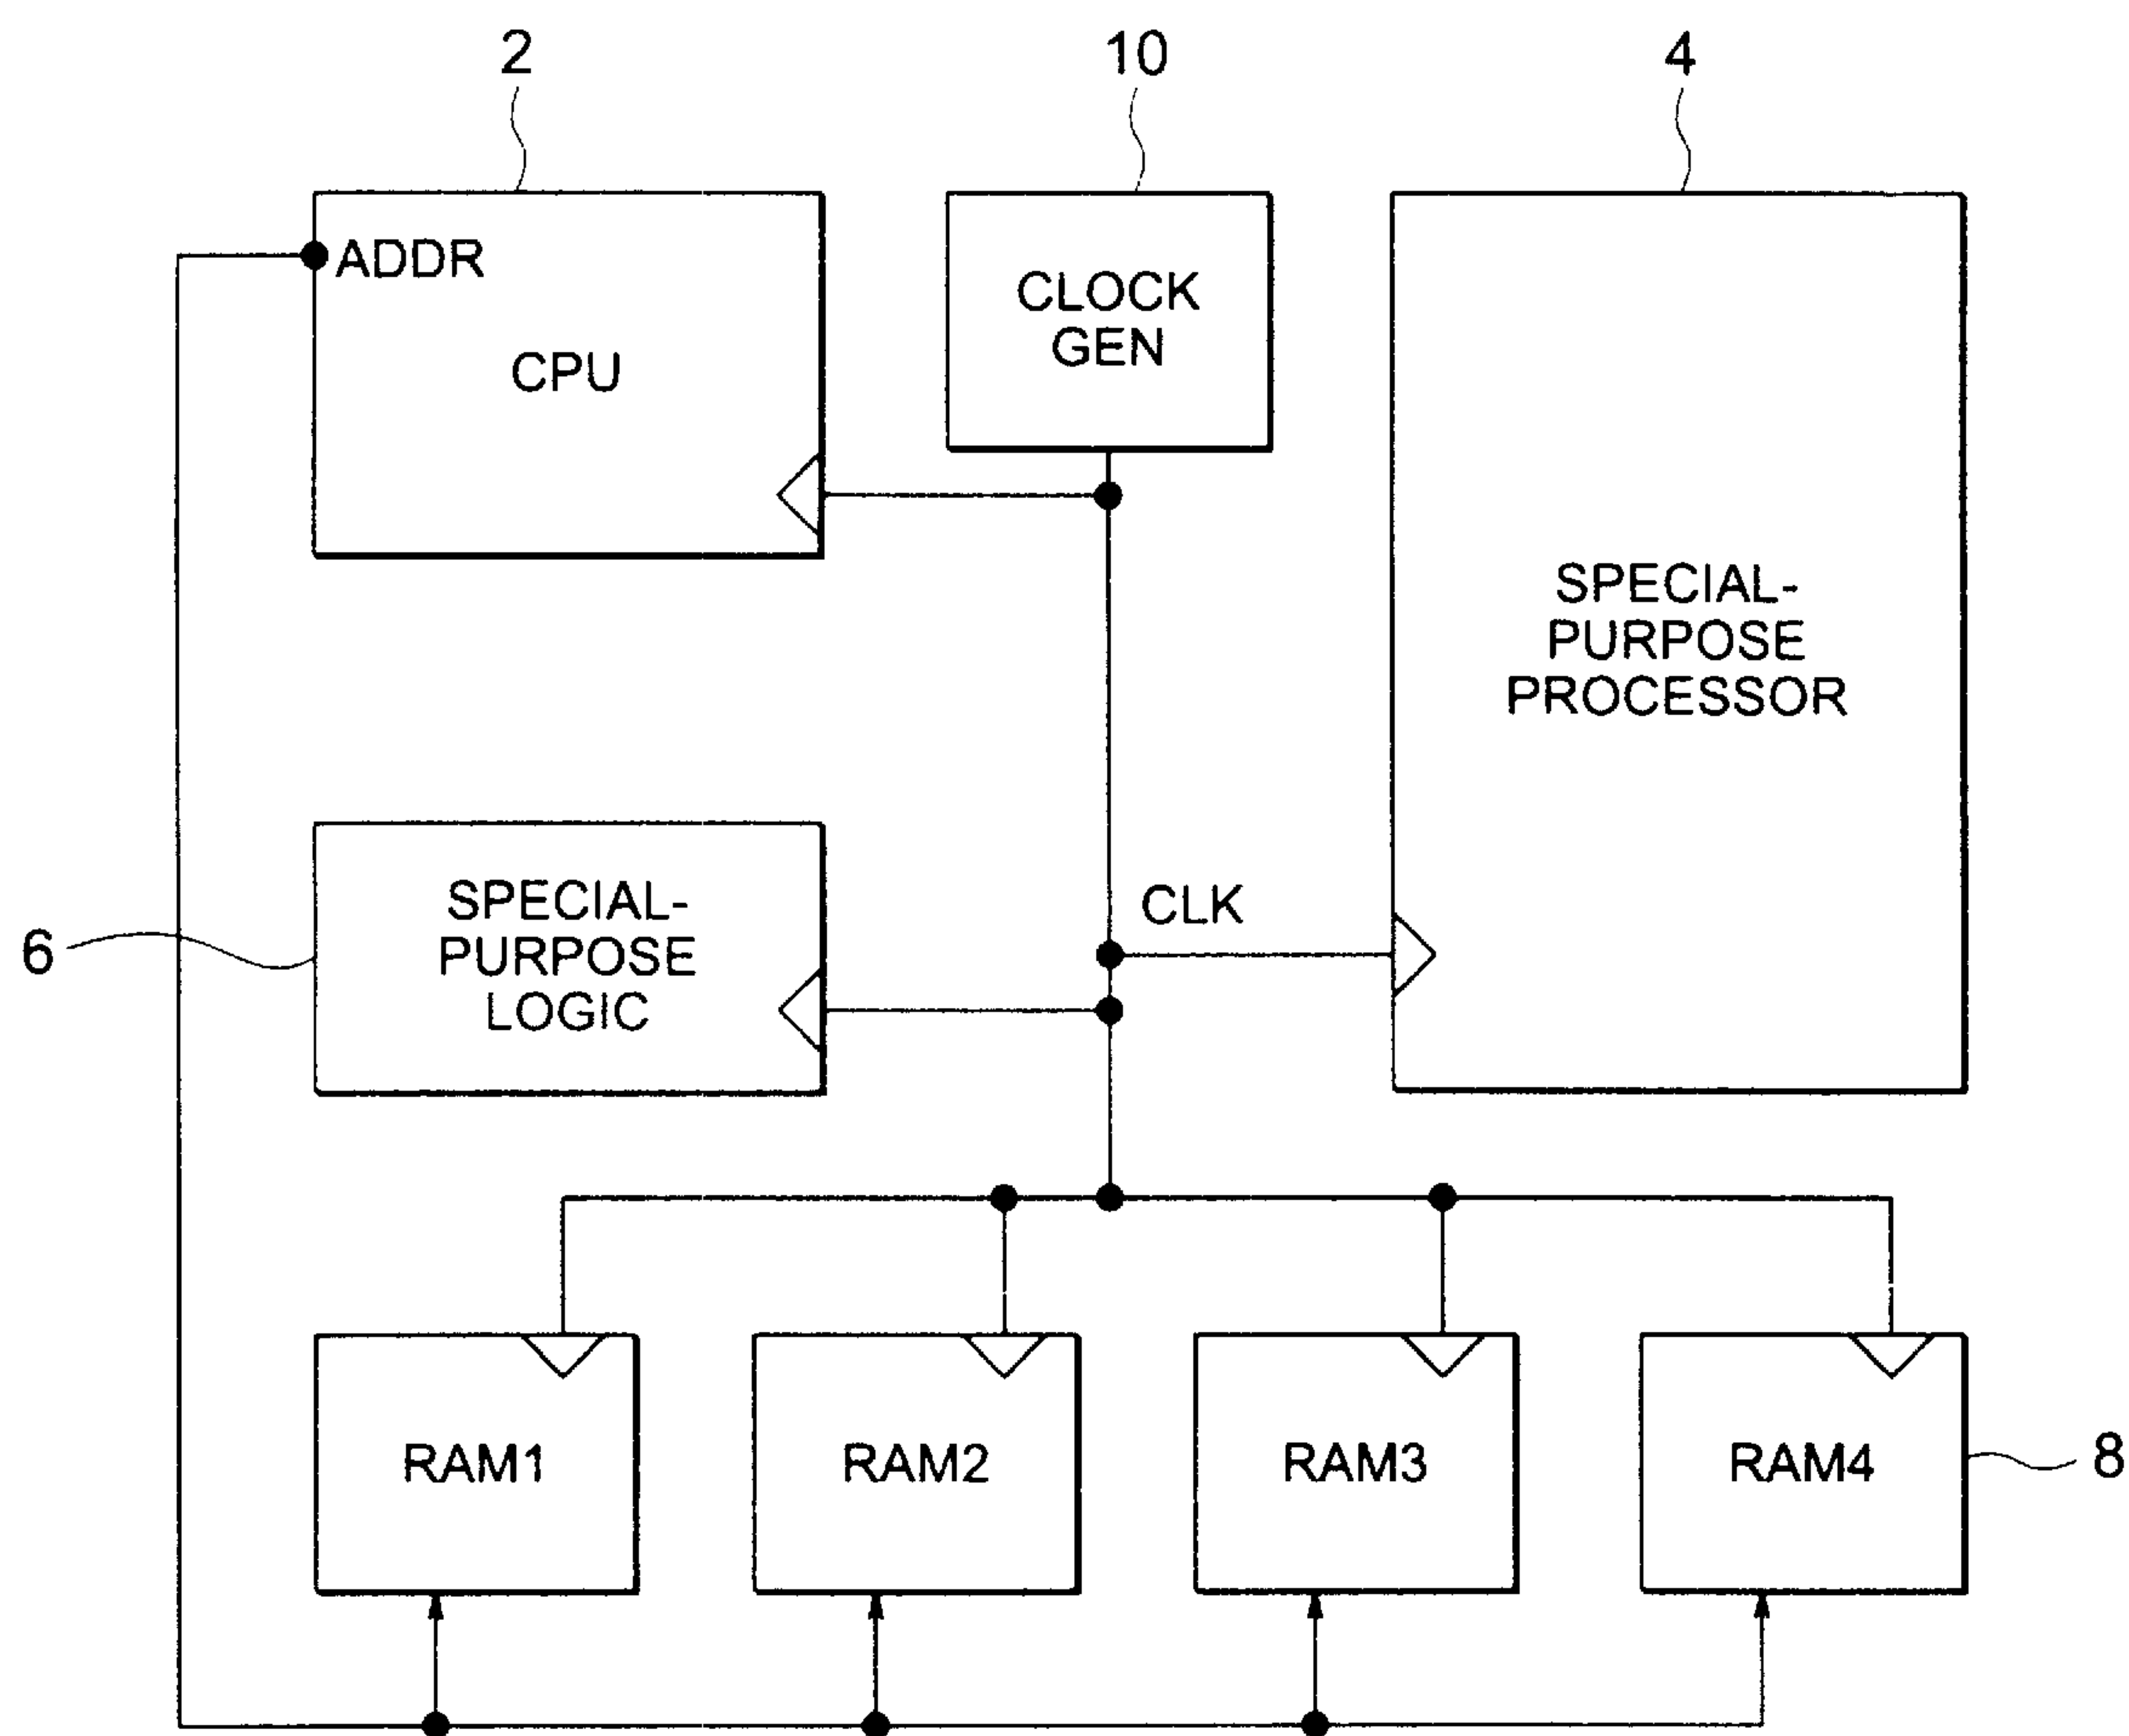 2
10
4
ADDR
CPU
CLOCK
GEN
SPECIAL-
PURPOSE
PROCESSOR
SPECIAL-
PURPOSE
LOGIC
6
CLK
RAM1
RAM2
RAM3
RAM4
8